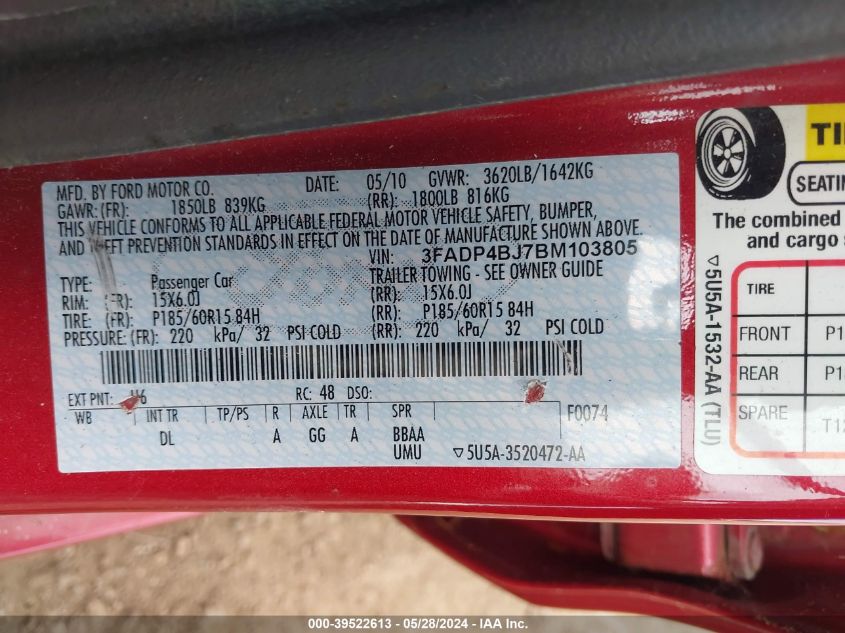 MFD. BY FORD MOTOR CO. DATE: 05/10 GVWR: 3620LB/1642KG
GAWR: (FR): 1850LB 839KG (RR): 1800LB 816KG
THIS VEHICLE CONFORMS TO ALL APPLICABLE FEDERAL MOTOR VEHICLE SAFETY, BUMPER,
AND THEFT PREVENTION STANDARDS IN EFFECT ON THE DATE OF MANUFACTURE SHOWN ABOVE.
VIN: 3FADP4BJ7BM103805
TYPE: Passenger Car TRAILER TOWING - SEE OWNER GUIDE
RIM: (FR): 15X6.0J (RR): 15X6.0J
TIRE: (FR): P185/60R15 84H (RR): P185/60R15 84H
PRESSURE: (FR): 220 kPa/ 32 PSI COLD (RR): 220 kPa/ 32 PSI COLD
EXT PNT: RC: 48 DSO:
WB INT TR TP/PS R AXLE TR SPR F0074
DL A GG A BBAA
UMU ▽5U5A-3520472-AA
TI
SEATIN
The combined
and cargo
TIRE
FRONT P1
REAR P1
SPARE T12
▽5U5A-1532-AA (TLU)
000-39522613 - 05/28/2024 - IAA Inc.